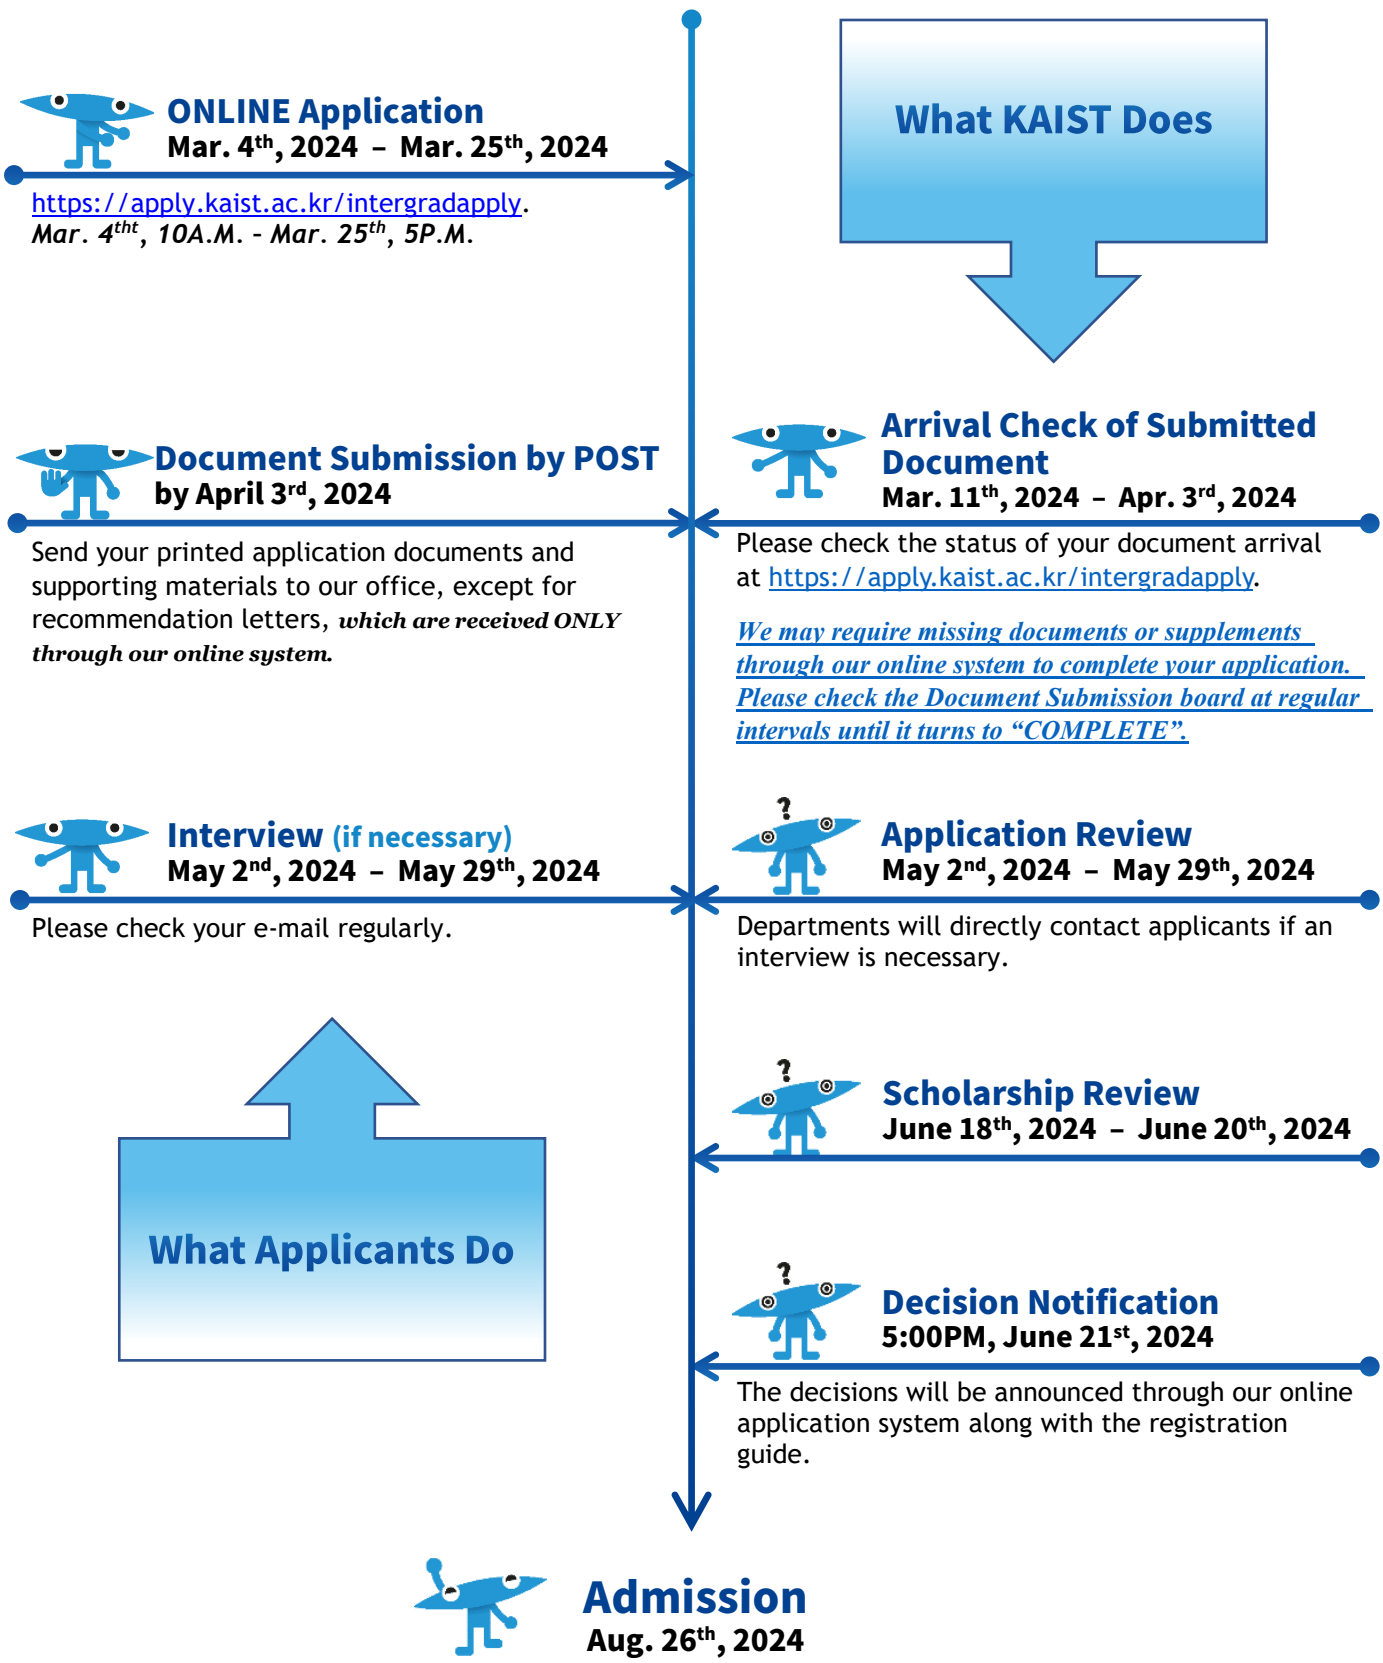 What KAIST Does
ONLINE Application
Mar. 4th, 2024 – Mar. 25th, 2024
https://apply.kaist.ac.kr/intergradapply.
Mar. 4tht, 10A.M. – Mar. 25th, 5P.M.
Document Submission by POST
by April 3rd, 2024
Send your printed application documents and
supporting materials to our office, except for
recommendation letters, which are received ONLY
through our online system.
Arrival Check of Submitted
Document
Mar. 11th, 2024 – Apr. 3rd, 2024
Please check the status of your document arrival
at https://apply.kaist.ac.kr/intergradapply.
We may require missing documents or supplements
through our online system to complete your application.
Please check the Document Submission board at regular
intervals until it turns to “COMPLETE”.
Interview (if necessary)
May 2nd, 2024 – May 29th, 2024
Please check your e-mail regularly.
?
Application Review
May 2nd, 2024 – May 29th, 2024
Departments will directly contact applicants if an
interview is necessary.
?
Scholarship Review
June 18th, 2024 – June 20th, 2024
What Applicants Do
?
Decision Notification
5:00PM, June 21st, 2024
The decisions will be announced through our online
application system along with the registration
guide.
Admission
Aug. 26th, 2024